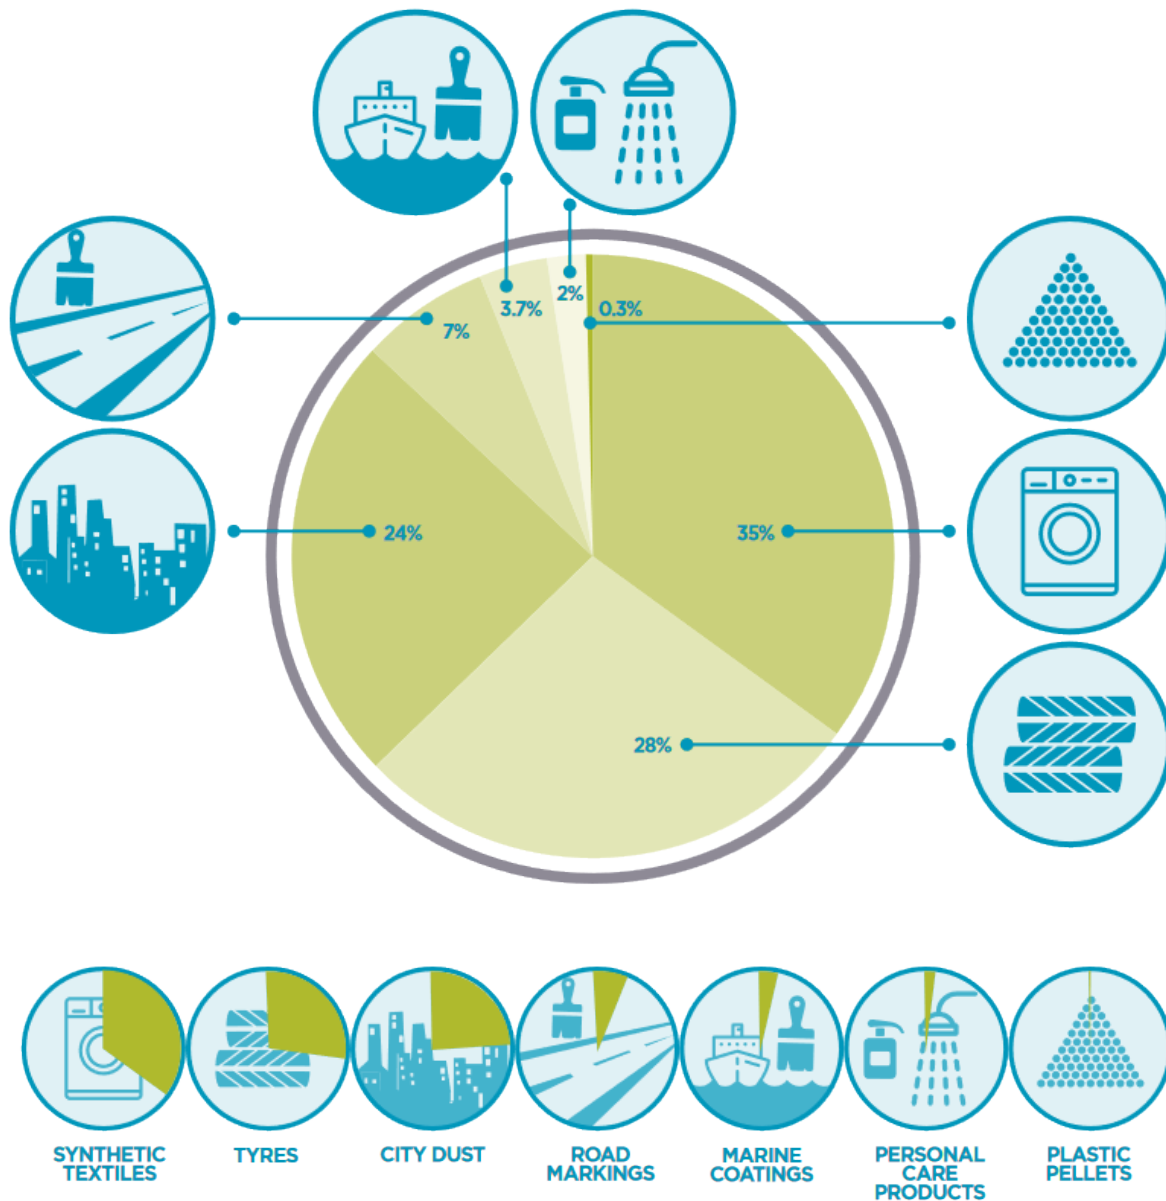 2%
3.7%
0.3%
7%
24%
35%
28%
SYNTHETIC
TEXTILES
TYRES
CITY DUST
ROAD
MARKINGS
MARINE
COATINGS
PERSONAL
CARE
PRODUCTS
PLASTIC
PELLETS